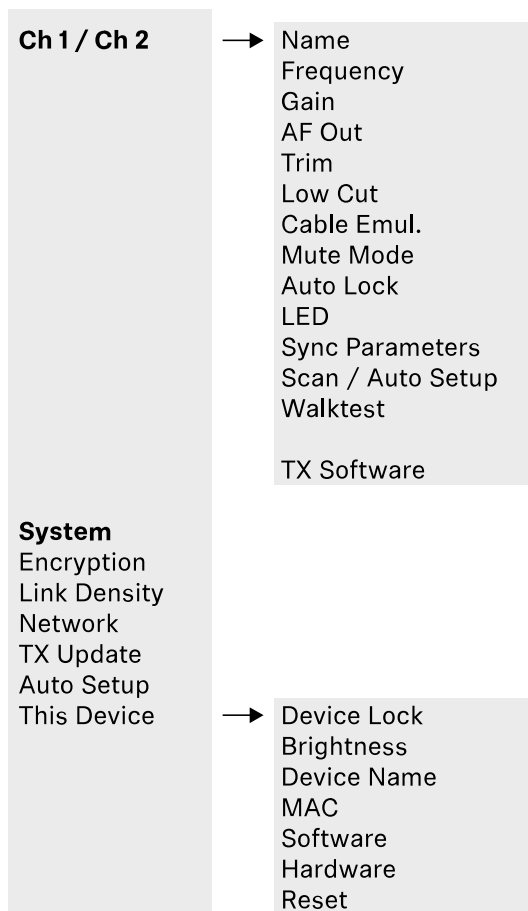 Ch 1 / Ch 2
Name
Frequency
Gain
AF Out
Trim
Low Cut
Cable Emul.
Mute Mode
Auto Lock
LED
Sync Parameters
Scan / Auto Setup
Walktest
TX Software
System
Encryption
Link Density
Network
TX Update
Auto Setup
This Device
Device Lock
Brightness
Device Name
MAC
Software
Hardware
Reset